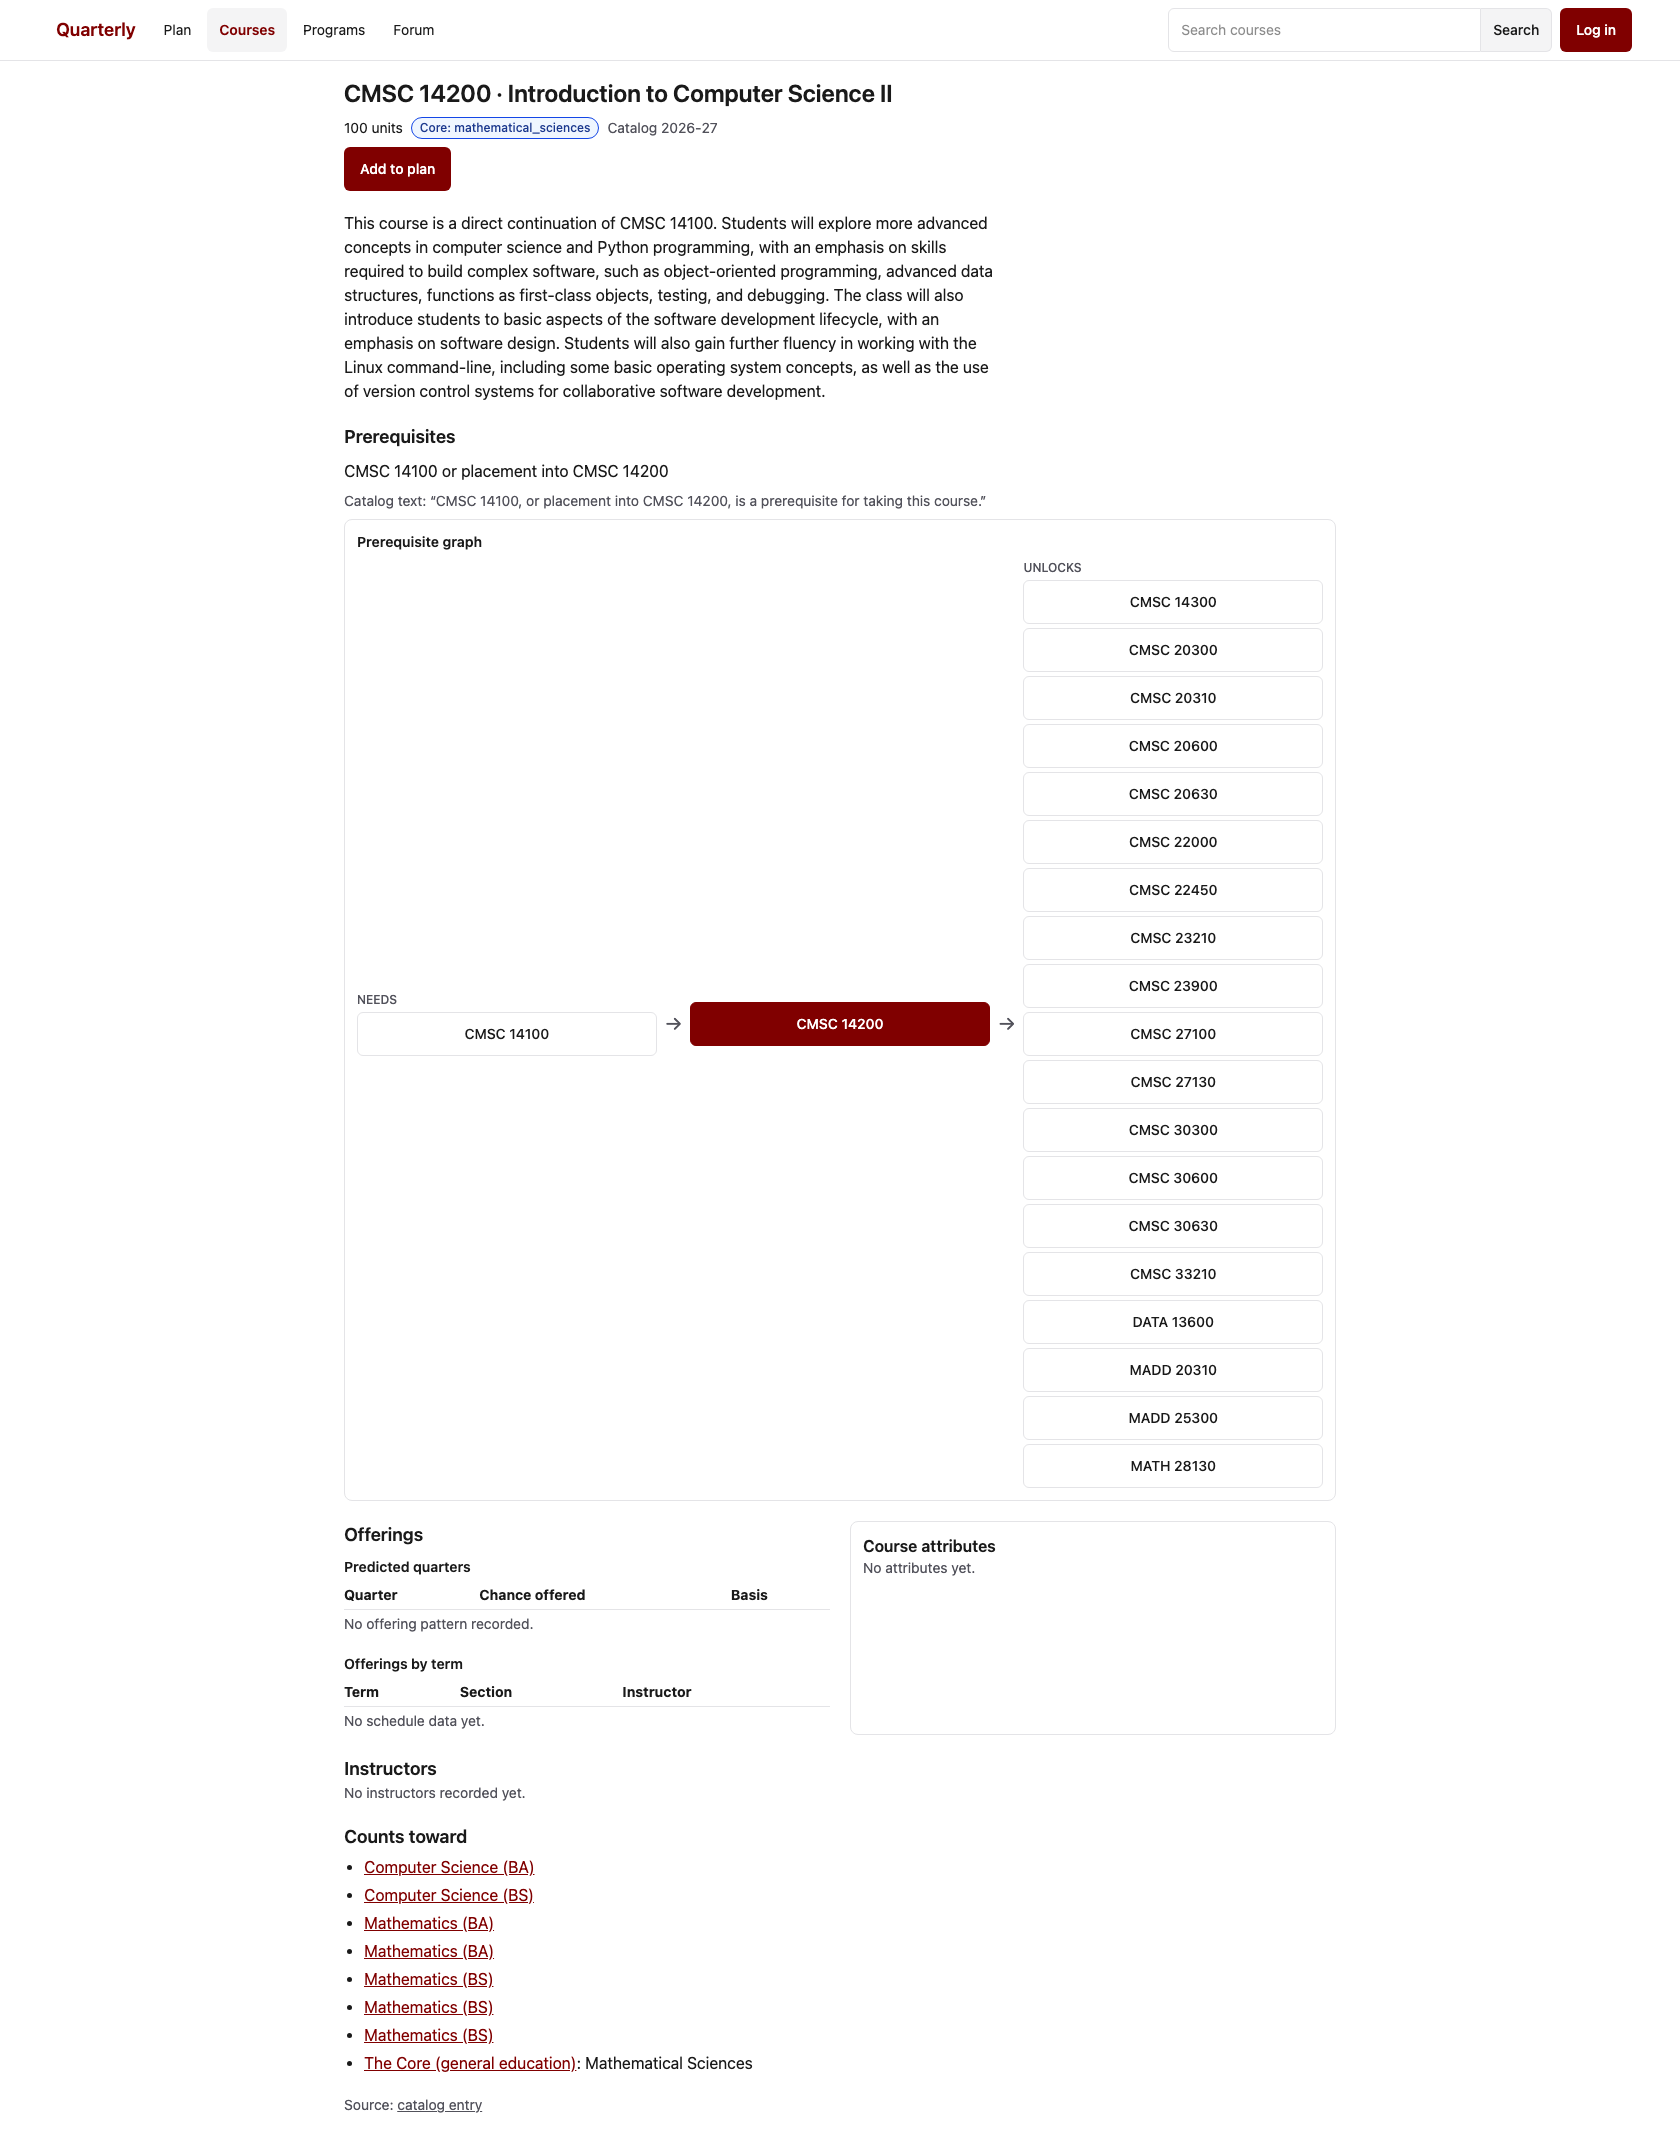 Quarterly
Plan
Courses
Programs
Forum
Search courses
Search
Log in
CMSC 14200 · Introduction to Computer Science II
100 units
Core: mathematical_sciences
Catalog 2026-27
Add to plan
This course is a direct continuation of CMSC 14100. Students will explore more advanced
concepts in computer science and Python programming, with an emphasis on skills
required to build complex software, such as object-oriented programming, advanced data
structures, functions as first-class objects, testing, and debugging. The class will also
introduce students to basic aspects of the software development lifecycle, with an
emphasis on software design. Students will also gain further fluency in working with the
Linux command-line, including some basic operating system concepts, as well as the use
of version control systems for collaborative software development.
Prerequisites
CMSC 14100 or placement into CMSC 14200
Catalog text: “CMSC 14100, or placement into CMSC 14200, is a prerequisite for taking this course.”
Prerequisite graph
NEEDS
CMSC 14100
→
CMSC 14200
→
UNLOCKS
CMSC 14300
CMSC 20300
CMSC 20310
CMSC 20600
CMSC 20630
CMSC 22000
CMSC 22450
CMSC 23210
CMSC 23900
CMSC 27100
CMSC 27130
CMSC 30300
CMSC 30600
CMSC 30630
CMSC 33210
DATA 13600
MADD 20310
MADD 25300
MATH 28130
Offerings
Predicted quarters
Quarter Chance offered Basis
No offering pattern recorded.
Offerings by term
Term Section Instructor
No schedule data yet.
Course attributes
No attributes yet.
Instructors
No instructors recorded yet.
Counts toward
• Computer Science (BA)
• Computer Science (BS)
• Mathematics (BA)
• Mathematics (BA)
• Mathematics (BS)
• Mathematics (BS)
• Mathematics (BS)
• The Core (general education): Mathematical Sciences
Source: catalog entry